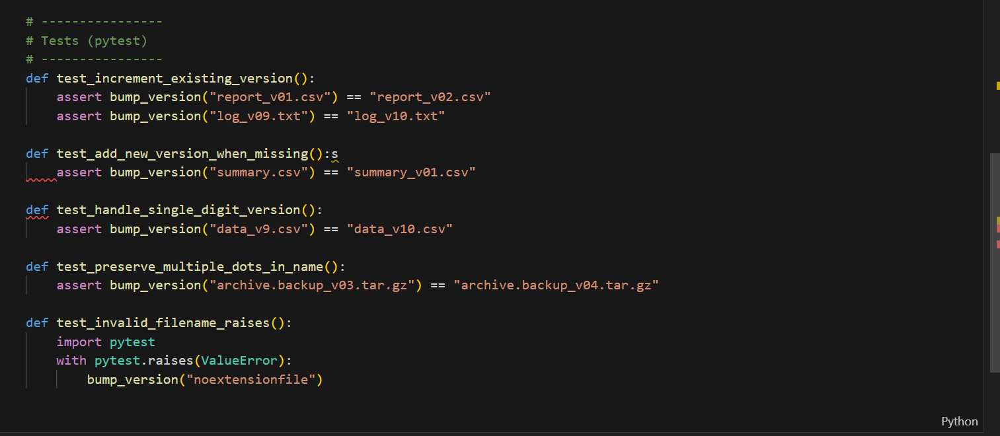 # ----------------
# Tests (pytest)
# ----------------
def test_increment_existing_version():
    assert bump_version("report_v01.csv") == "report_v02.csv"
    assert bump_version("log_v09.txt") == "log_v10.txt"

def test_add_new_version_when_missing():s
    assert bump_version("summary.csv") == "summary_v01.csv"

def test_handle_single_digit_version():
    assert bump_version("data_v9.csv") == "data_v10.csv"

def test_preserve_multiple_dots_in_name():
    assert bump_version("archive.backup_v03.tar.gz") == "archive.backup_v04.tar.gz"

def test_invalid_filename_raises():
    import pytest
    with pytest.raises(ValueError):
        bump_version("noextensionfile")

Python